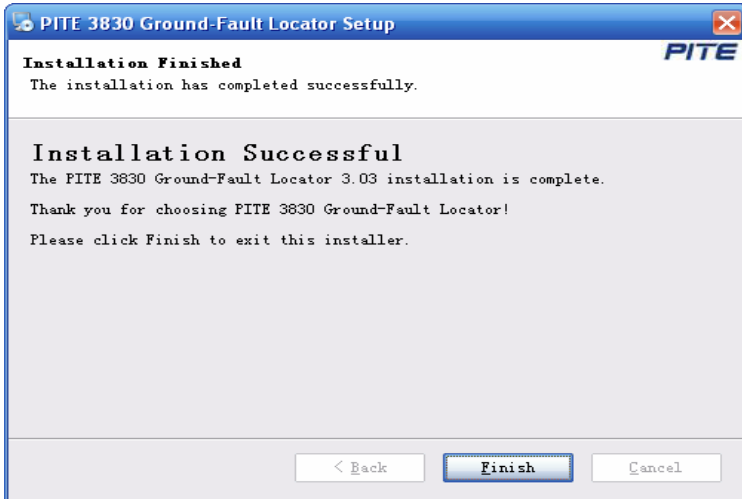 PITE 3830 Ground-Fault Locator Setup
PITE
Installation Finished
The installation has completed successfully.
Installation Successful
The PITE 3830 Ground-Fault Locator 3.03 installation is complete.
Thank you for choosing PITE 3830 Ground-Fault Locator!
Please click Finish to exit this installer.
< Back
Finish
Cancel